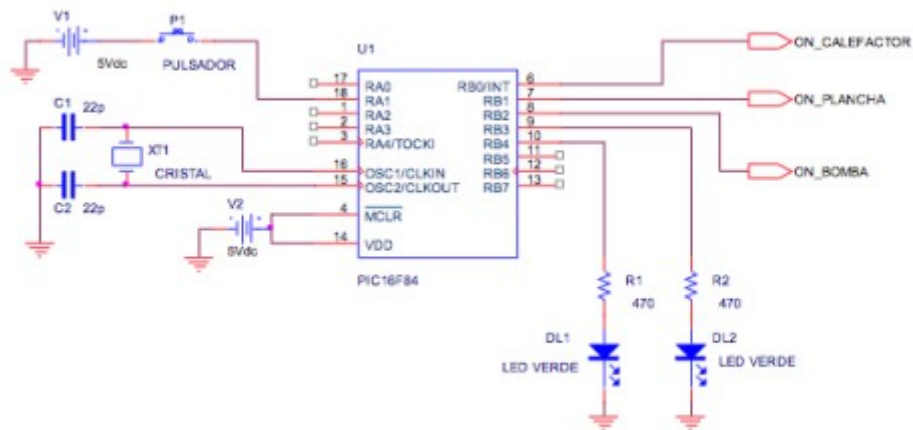 V1
5Vdc
P1
PULSADOR
U1
17 RA0
18 RA1
1 RA2
2 RA3
3 RA4/TOCKI
16 OSC1/CLKIN
15 OSC2/CLKOUT
4 MCLR
14 VDD
RB0/INT 6
RB1 7
RB2 8
RB3 9
RB4 10
RB5 11
RB6 12
RB7 13
PIC16F84
ON_CALEFACTOR
ON_PLANCHA
ON_BOMBA
C1 22p
XT1
CRISTAL
C2 22p
V2
5Vdc
R1
470
R2
470
DL1
LED VERDE
DL2
LED VERDE